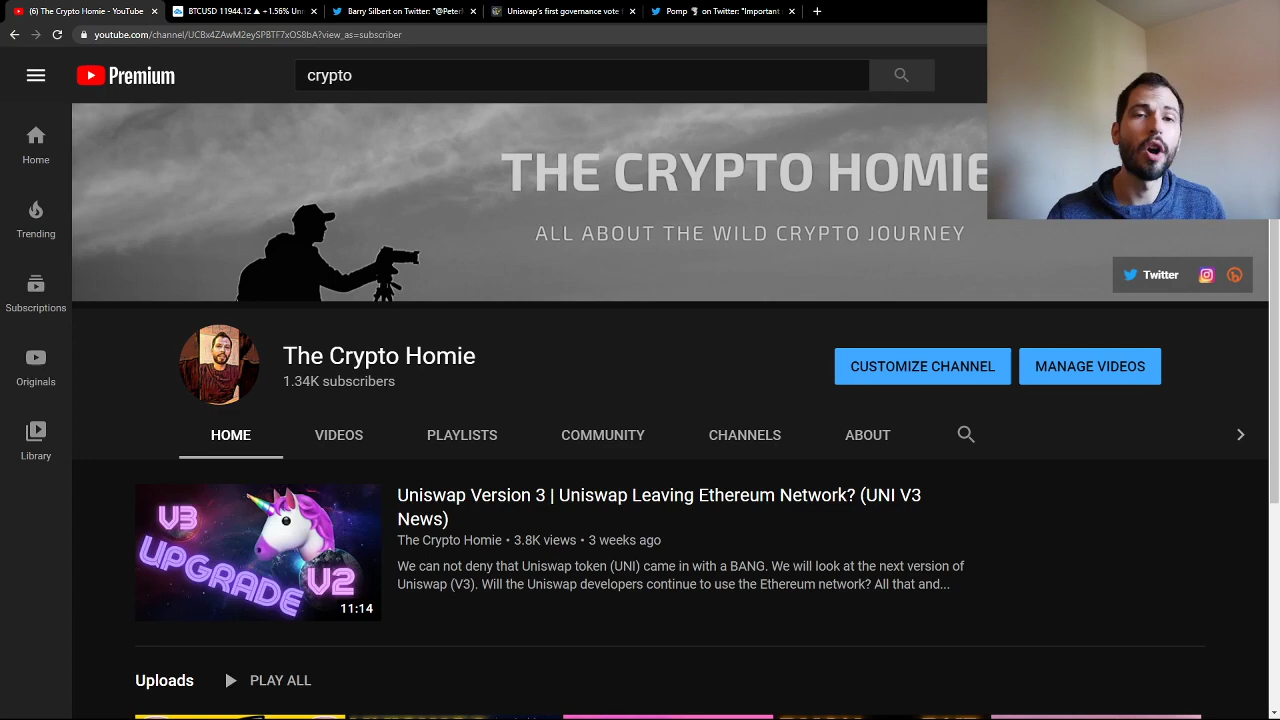 (6) The Crypto Homie - YouTube
BTCUSD 11944.12 ▲ +1.56% Unn
Barry Silbert on Twitter: "@Peter
Uniswap's first governance vote f
Pomp on Twitter: "Important
youtube.com/channel/UCBx4ZAwM2eySPBTF7xOS8bA?view_as=subscriber
Premium
crypto
Home
Trending
Subscriptions
Originals
Library
THE CRYPTO HOMIE
ALL ABOUT THE WILD CRYPTO JOURNEY
Twitter
The Crypto Homie
1.34K subscribers
CUSTOMIZE CHANNEL
MANAGE VIDEOS
HOME
VIDEOS
PLAYLISTS
COMMUNITY
CHANNELS
ABOUT
V3
UPGRADE
V2
11:14
Uniswap Version 3 | Uniswap Leaving Ethereum Network? (UNI V3
News)
The Crypto Homie • 3.8K views • 3 weeks ago
We can not deny that Uniswap token (UNI) came in with a BANG. We will look at the next version of
Uniswap (V3). Will the Uniswap developers continue to use the Ethereum network? All that and...
Uploads
PLAY ALL